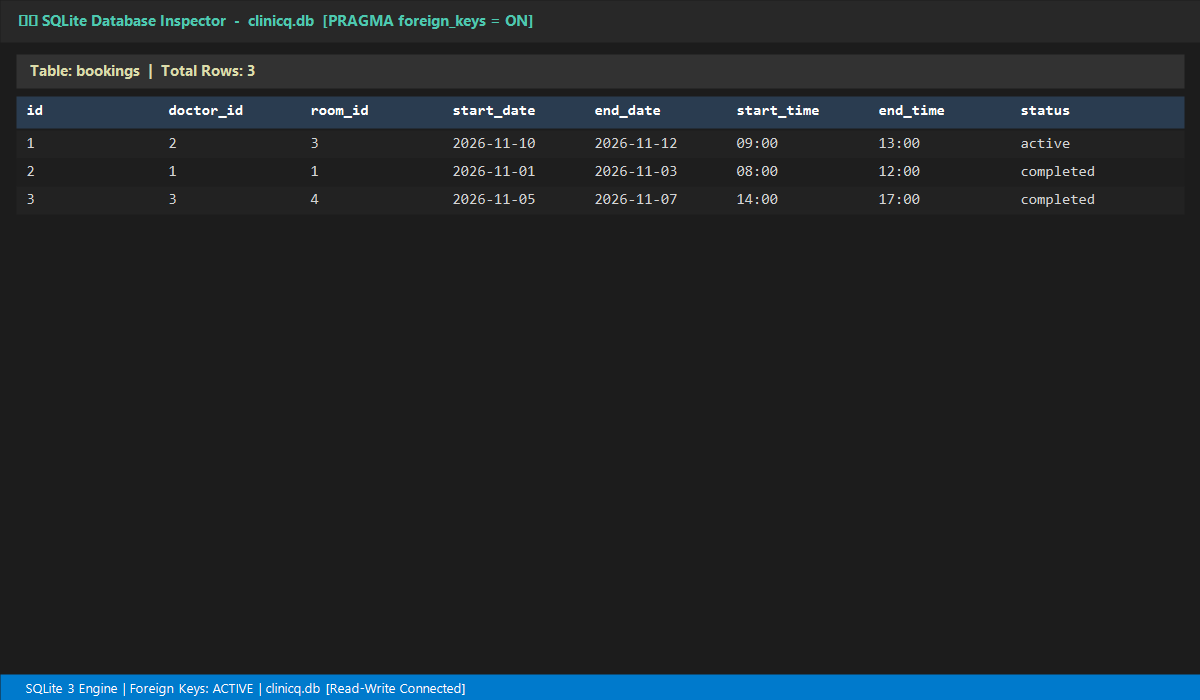 SQLite Database Inspector - clinicq.db [PRAGMA foreign_keys = ON]
Table: bookings | Total Rows: 3
id doctor_id room_id start_date end_date start_time end_time status
1 2 3 2026-11-10 2026-11-12 09:00 13:00 active
2 1 1 2026-11-01 2026-11-03 08:00 12:00 completed
3 3 4 2026-11-05 2026-11-07 14:00 17:00 completed
SQLite 3 Engine | Foreign Keys: ACTIVE | clinicq.db [Read-Write Connected]